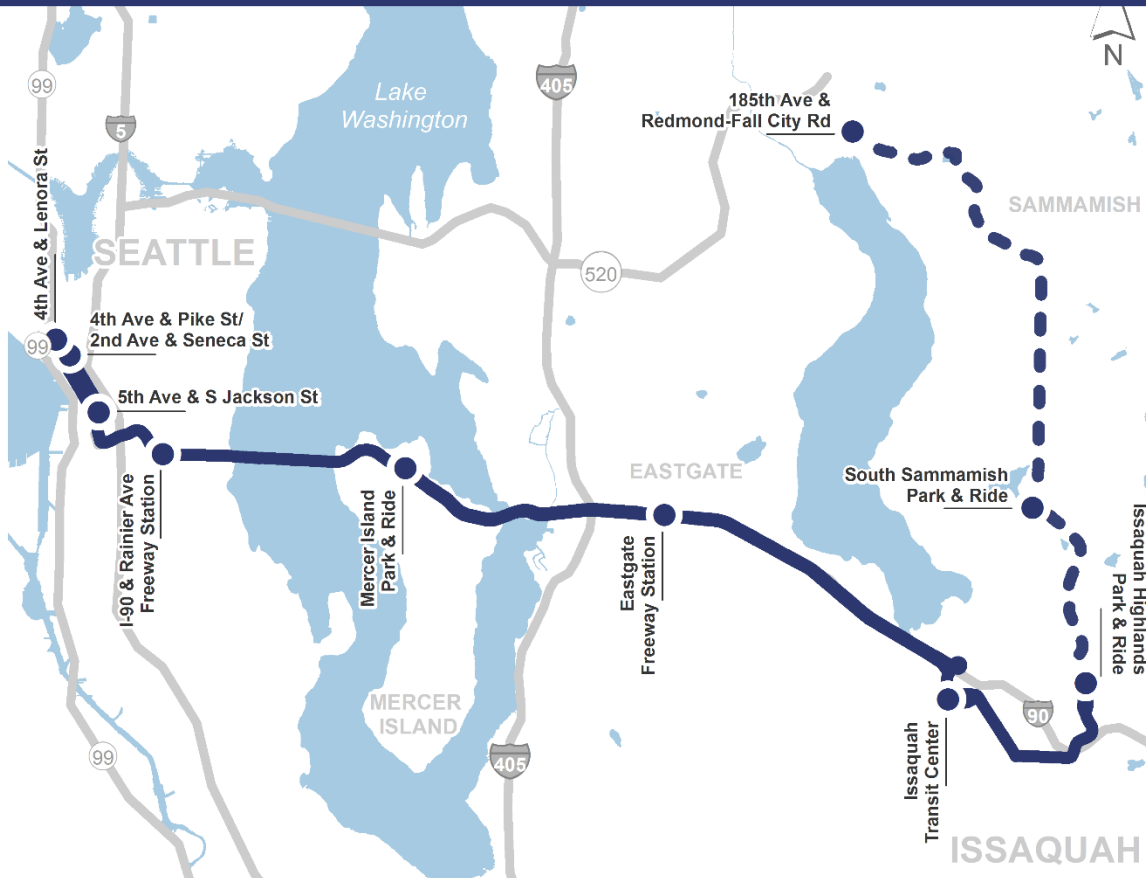 N
99
Lake
Washington
405
5
185th Ave &
Redmond-Fall City Rd
4th Ave & Lenora St
SAMMAMISH
SEATTLE
520
4th Ave & Pike St/
2nd Ave & Seneca St
99
5th Ave & S Jackson St
EASTGATE
South Sammamish
Park & Ride
I-90 & Rainier Ave
Freeway Station
Mercer Island
Park & Ride
Eastgate
Freeway Station
Issaquah Highlands
Park & Ride
MERCER
ISLAND
90
99
405
Issaquah
Transit Center
ISSAQUAH